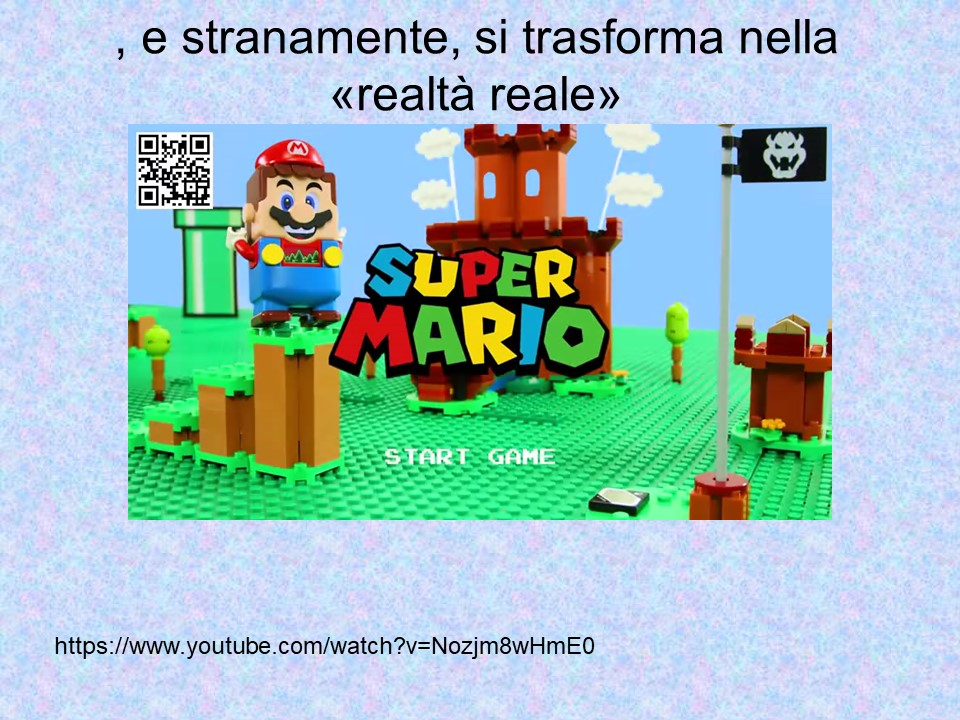 , e stranamente, si trasforma nella
«realtà reale»
M
SUPER
MARIO
START GAME
https://www.youtube.com/watch?v=Nozjm8wHmE0